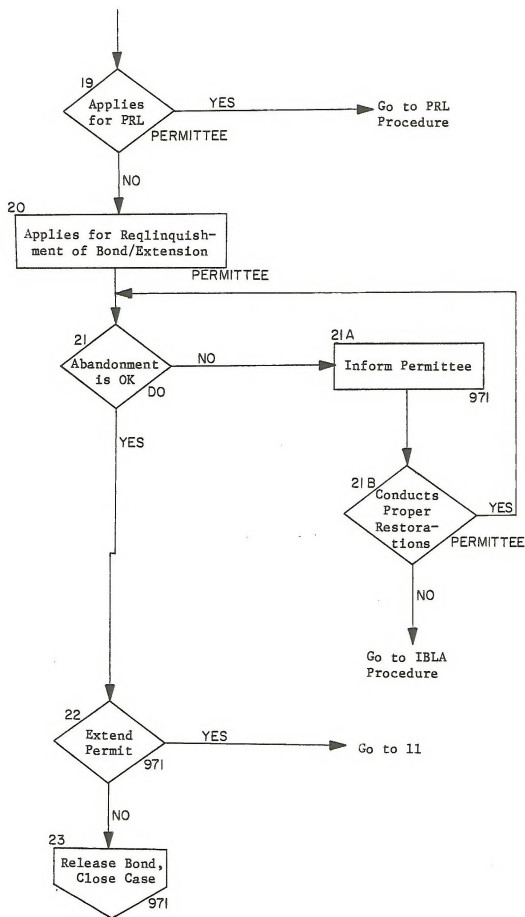 19
Applies
for PRL
YES
Go to PRL
Procedure
PERMITTEE
NO
20
Applies for Reqlinquish-
ment of Bond/Extension
PERMITTEE
21
Abandonment
is OK
DO
NO
21A
Inform Permittee
971
YES
21B
Conducts
Proper
Restora-
tions
YES
PERMITTEE
NO
Go to IBLA
Procedure
22
Extend
Permit
971
YES
Go to 11
NO
23
Release Bond,
Close Case
971